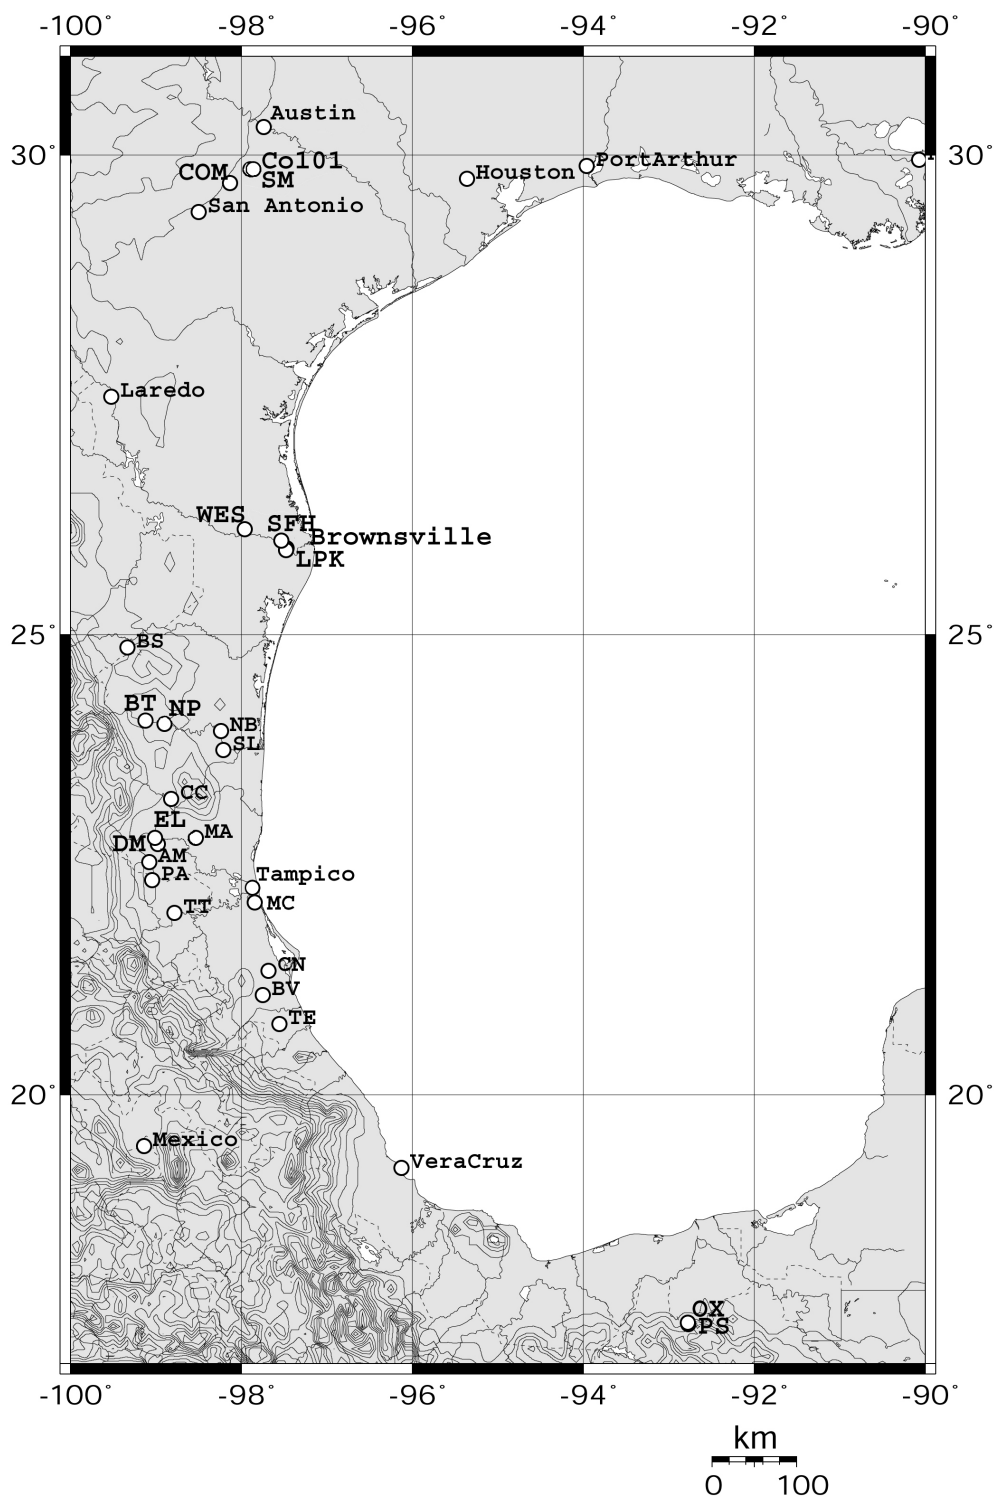 -100° -98° -96° -94° -92° -90°
Austin
30° 30°
Col01
PortArthur
COM
Houston
SM
San Antonio
Laredo
WES
SFH
Brownsville
LPK
25° 25°
BS
BT
NP
NB
SL
CC
EL
MA
DM
AM
PA
Tampico
TT
MC
CN
BV
TE
20° 20°
Mexico
VeraCruz
OX
PS
-100° -98° -96° -94° -92° -90°
km
0 100